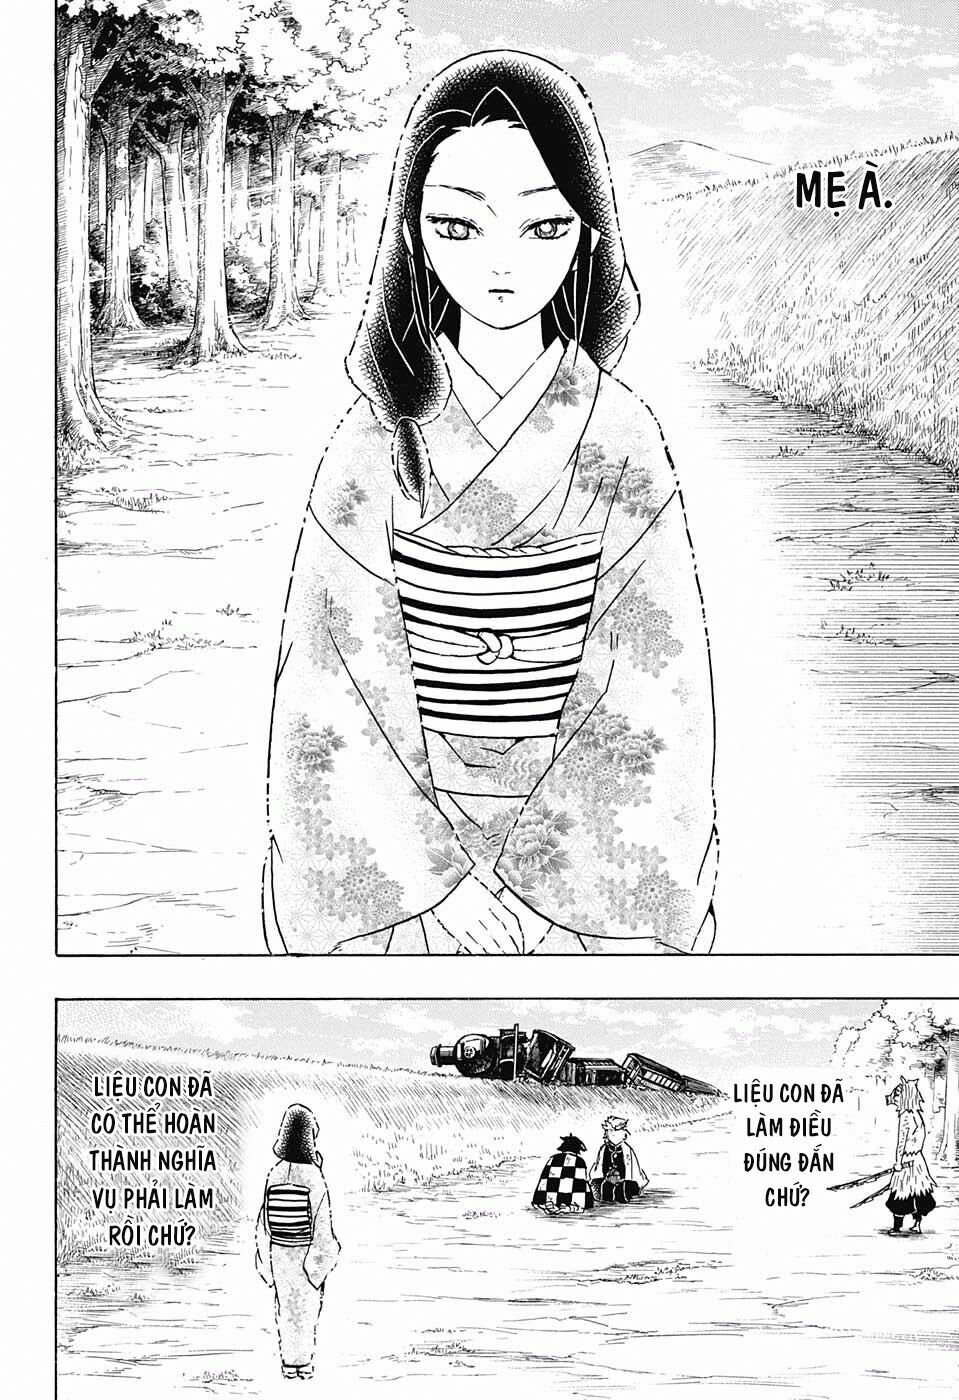 MẸ À.
LIỆU CON ĐÃ
LÀM ĐIỀU
ĐÚNG ĐẮN
CHỨ?
LIỆU CON ĐÃ
CÓ THỂ HOÀN
THÀNH NGHĨA
VỤ PHẢI LÀM
RỒI CHỨ?